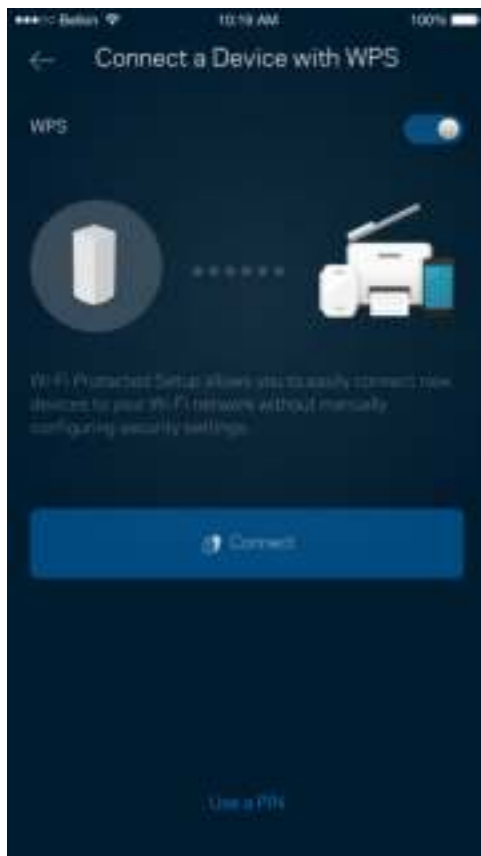 Belkin 10:19 AM 100%
Connect a Device with WPS
WPS
Wi-Fi Protected Setup allows you to easily connect new
devices to your Wi-Fi network without manually
configuring security settings.
Connect
Use a PIN